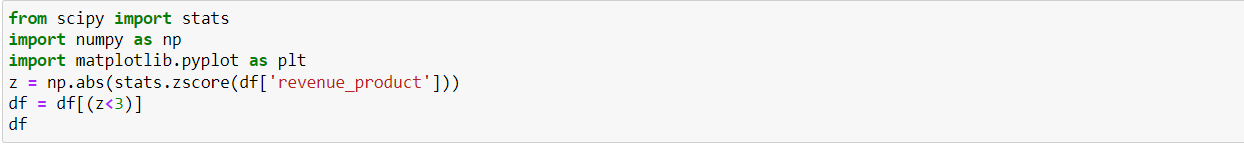 from scipy import stats
import numpy as np
import matplotlib.pyplot as plt
z = np.abs(stats.zscore(df['revenue_product']))
df = df[(z<3)]
df